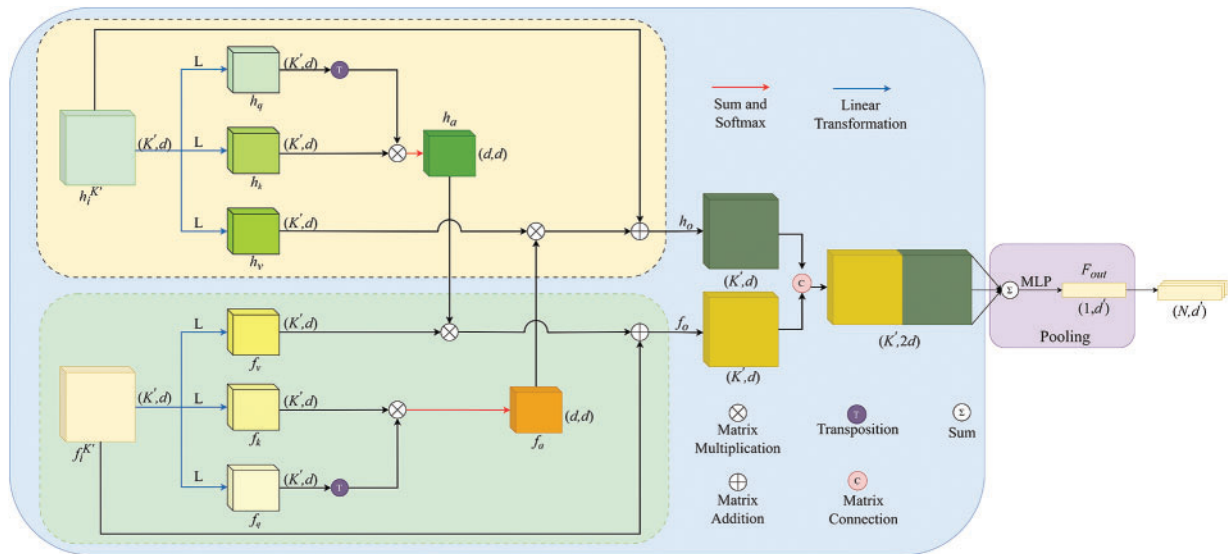 L
(K′,d)
T
h_q
h_a
Sum and
Softmax
Linear
Transformation
(K′,d)
L
(K′,d)
(d,d)
h_i^{K′}
h_k
L
(K′,d)
h_o
h_v
(K′,d)
C
MLP
F_out
Σ
(1,d′)
(N,d′)
Pooling
L
(K′,d)
f_o
(K′,2d)
f_v
(K′,d)
(K′,d)
L
(K′,d)
(d,d)
f_i^{K′}
f_k
f_a
Matrix
Multiplication
T
Transposition
Σ
Sum
L
(K′,d)
T
f_q
Matrix
Addition
C
Matrix
Connection